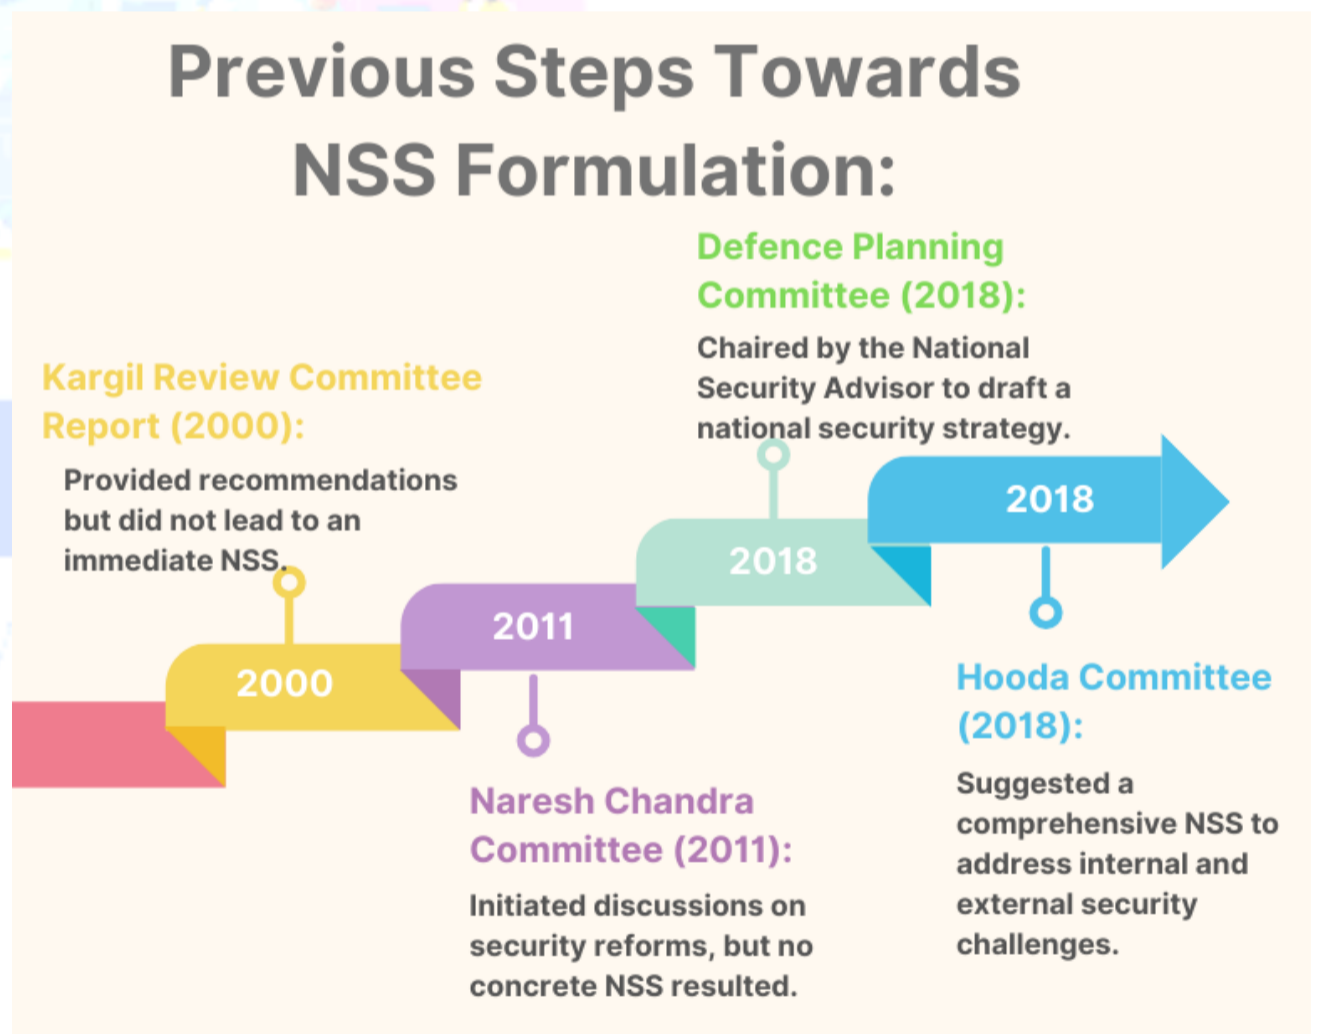 Previous Steps Towards
NSS Formulation:
Defence Planning
Committee (2018):
Chaired by the National
Security Advisor to draft a
national security strategy.
Kargil Review Committee
Report (2000):
Provided recommendations
but did not lead to an
immediate NSS.
2018
2018
2011
2000
Hooda Committee
(2018):
Suggested a
comprehensive NSS to
address internal and
external security
challenges.
Naresh Chandra
Committee (2011):
Initiated discussions on
security reforms, but no
concrete NSS resulted.